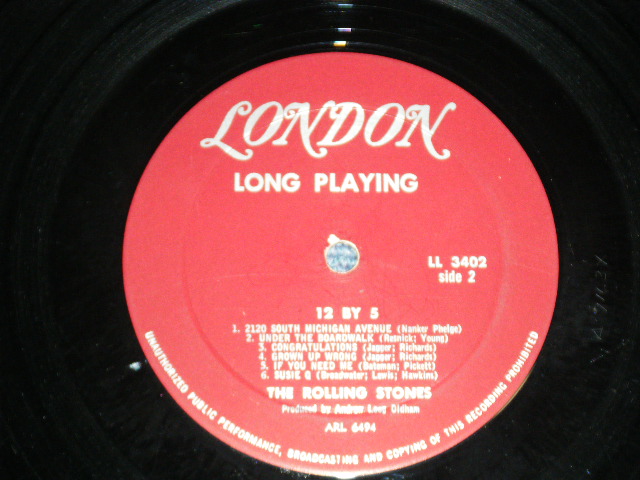 LONDON
LONG PLAYING
LL 3402
side 2
12 BY 5
1. 2120 SOUTH MICHIGAN AVENUE (Nanker Phelge)
2. UNDER THE BOARDWALK (Resnick; Young)
3. CONGRATULATIONS (Jagger; Richards)
4. GROWN UP WRONG (Jagger; Richards)
5. IF YOU NEED ME (Bateman; Pickett)
6. SUSIE Q (Broadwater; Lewis; Hawkins)
THE ROLLING STONES
Produced by Andrew Loog Oldham
ARL 6494
UNAUTHORIZED PUBLIC PERFORMANCE, BROADCASTING AND COPYING OF THIS RECORDING PROHIBITED